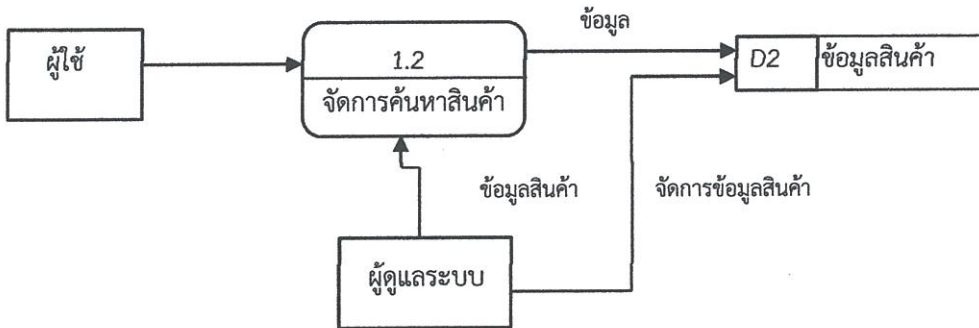 ข้อมูล
ผู้ใช้
1.2
D2 ข้อมูลสินค้า
จัดการค้นหาสินค้า
ข้อมูลสินค้า
จัดการข้อมูลสินค้า
ผู้ดูแลระบบ